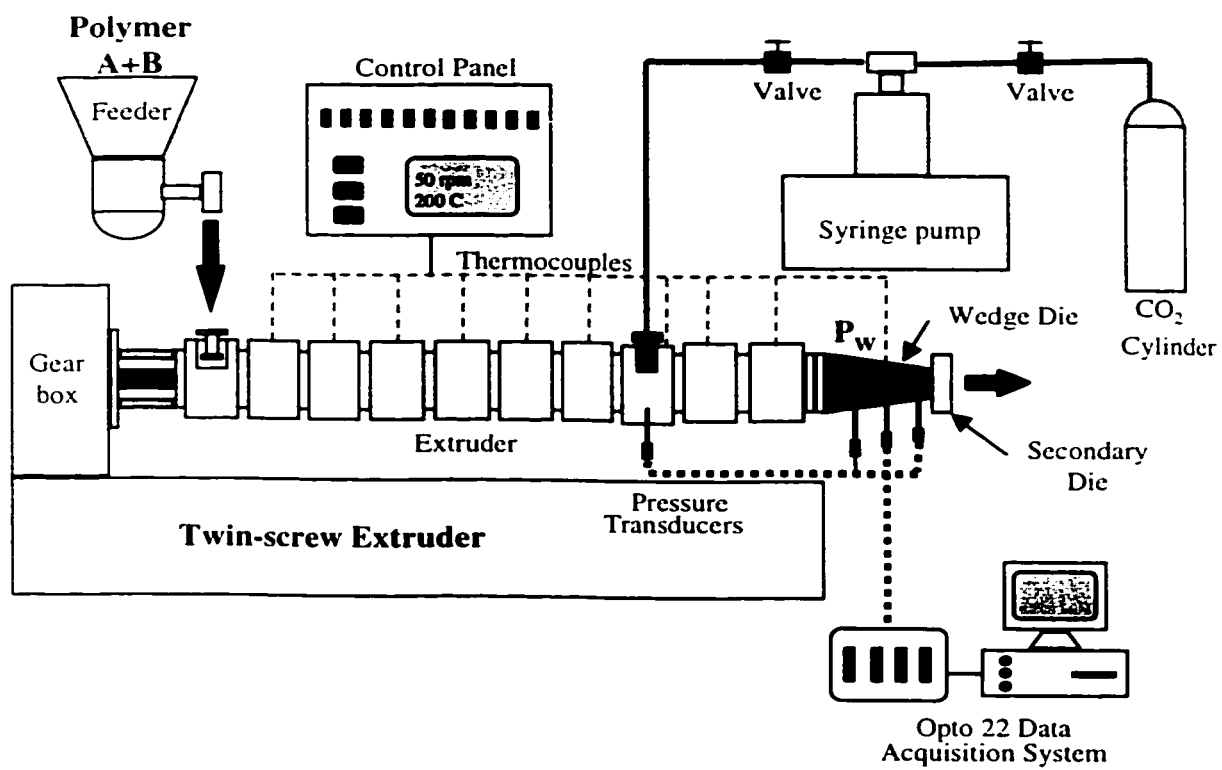 Polymer
A+B
Feeder
Control Panel
50 rpm
200 C
Valve
Valve
Syringe pump
CO₂
Cylinder
Thermocouples
P_w
Wedge Die
Gear
box
Extruder
Secondary
Die
Pressure
Transducers
Twin-screw Extruder
Opto 22 Data
Acquisition System